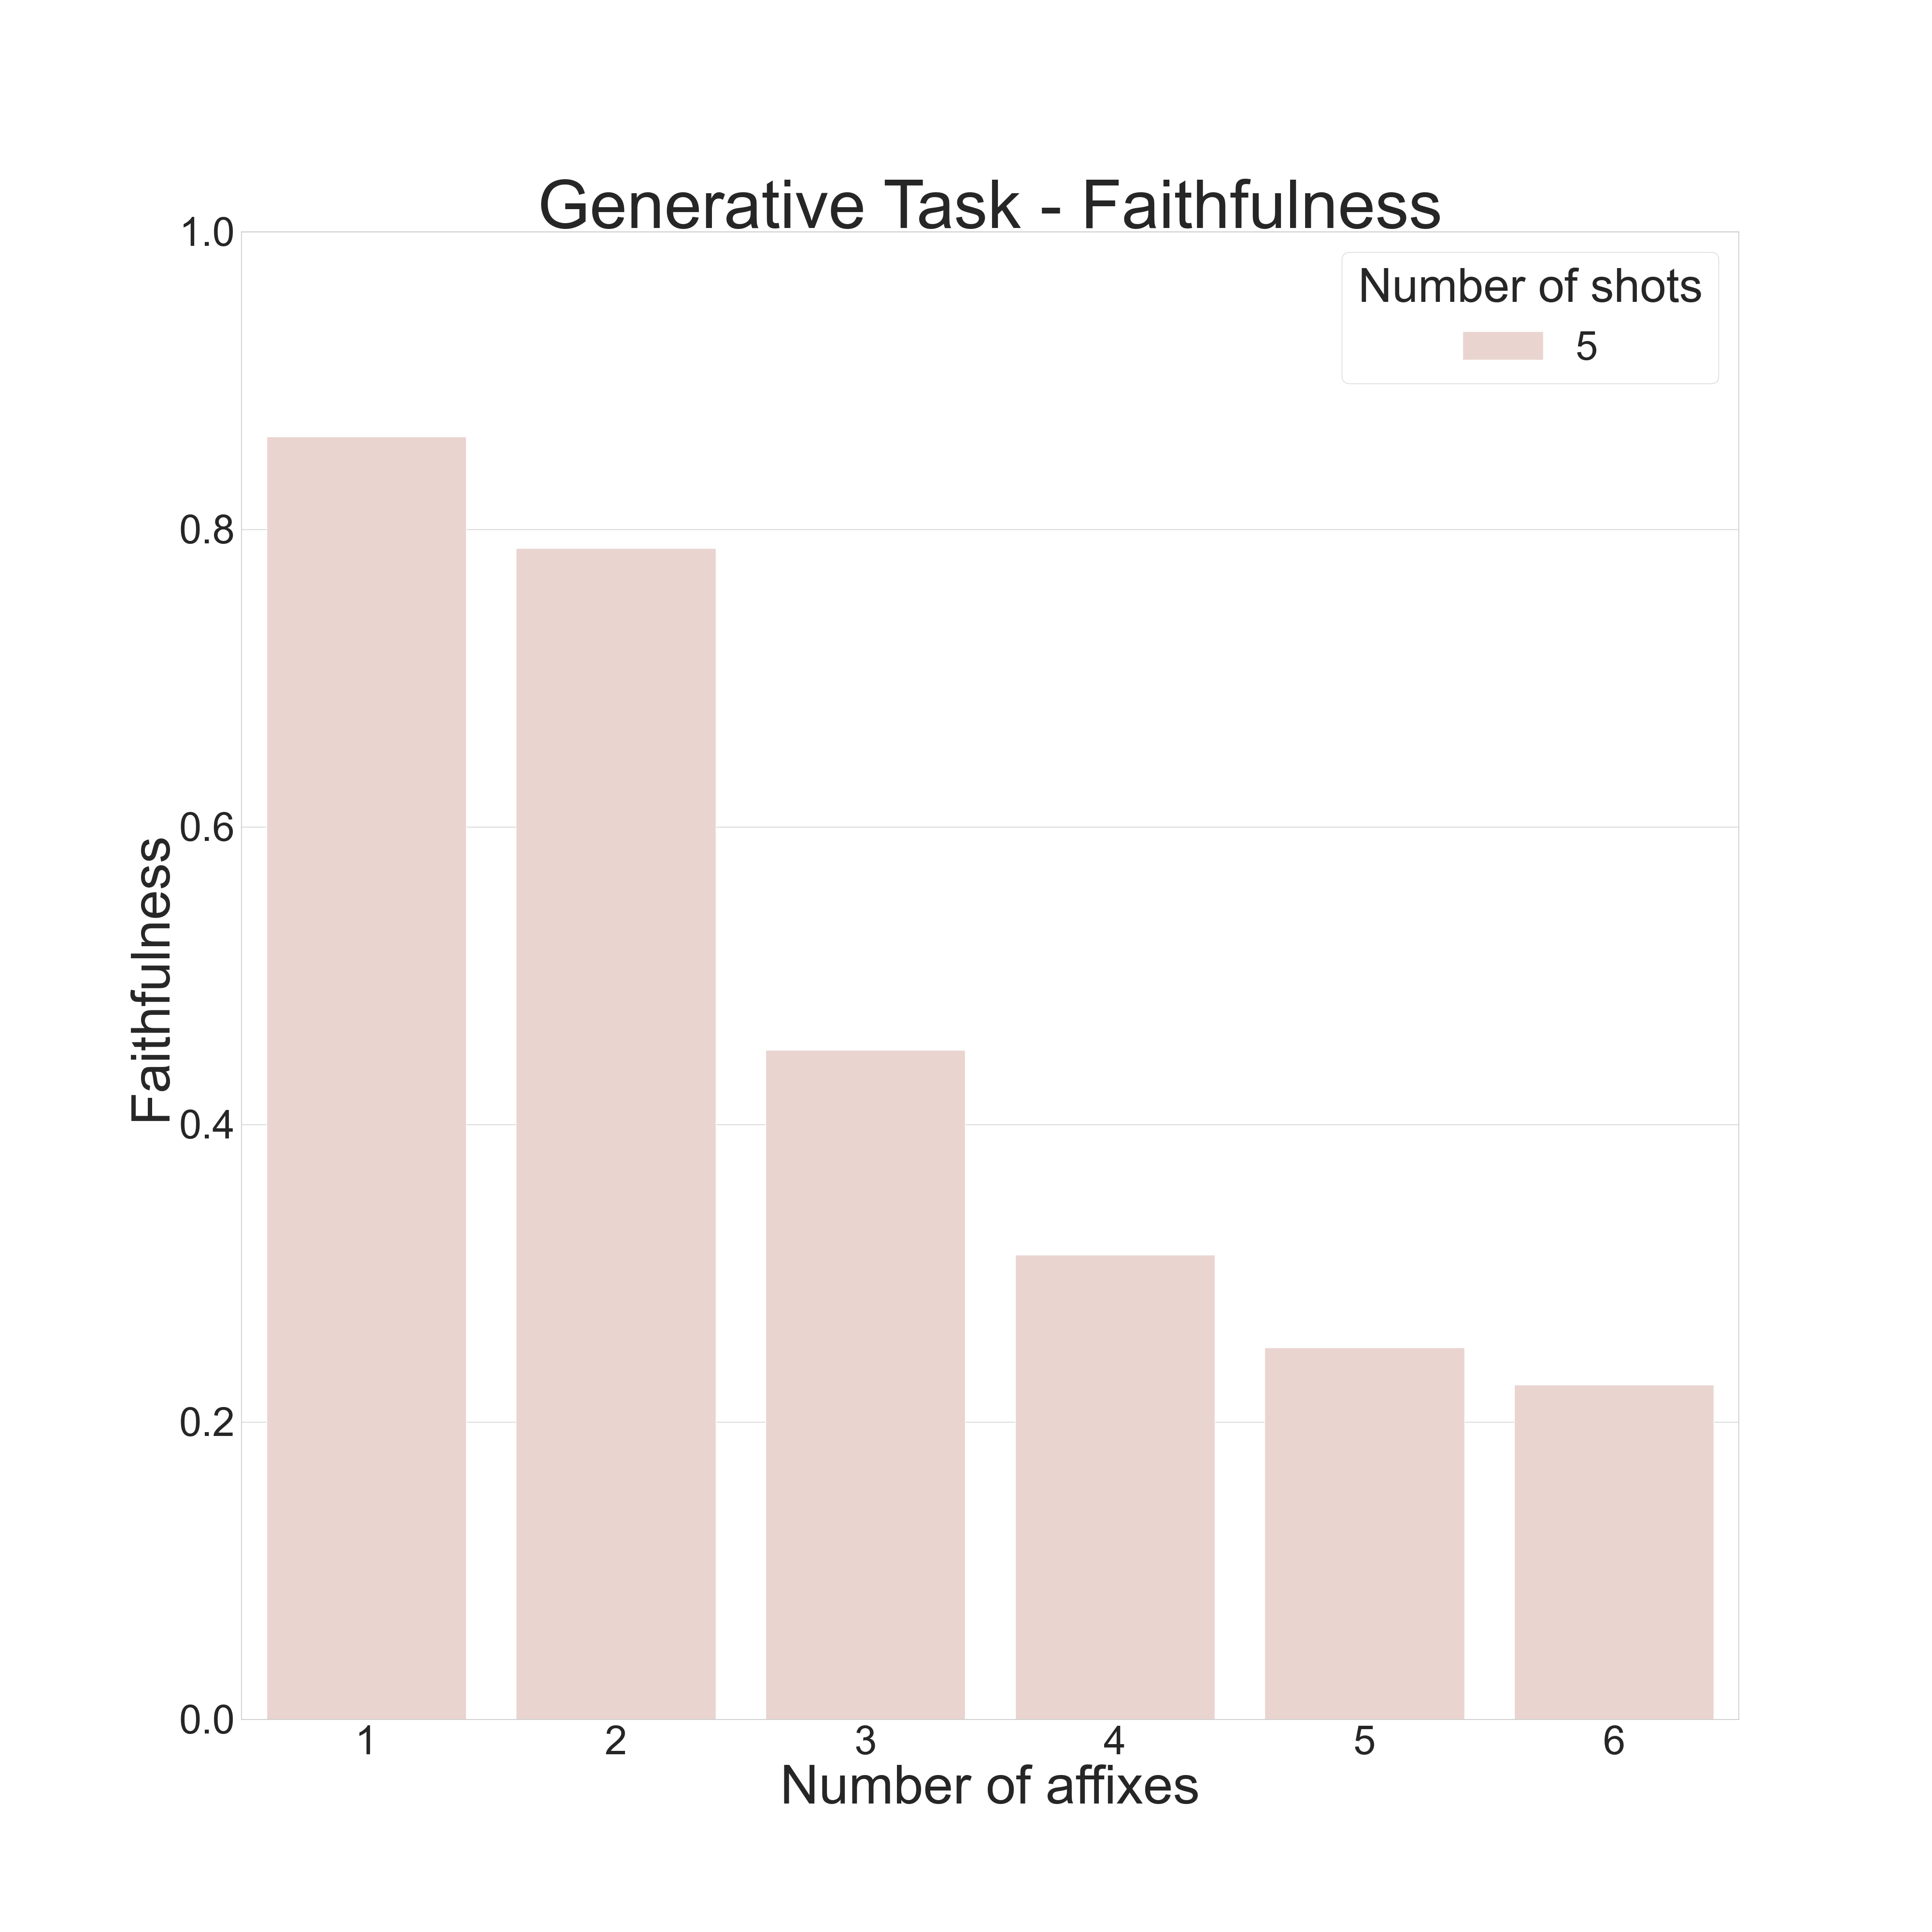 Generative Task - Faithfulness
Number of shots
5
1.0
0.8
0.6
0.4
0.2
0.0
Faithfulness
1 2 3 4 5 6
Number of affixes